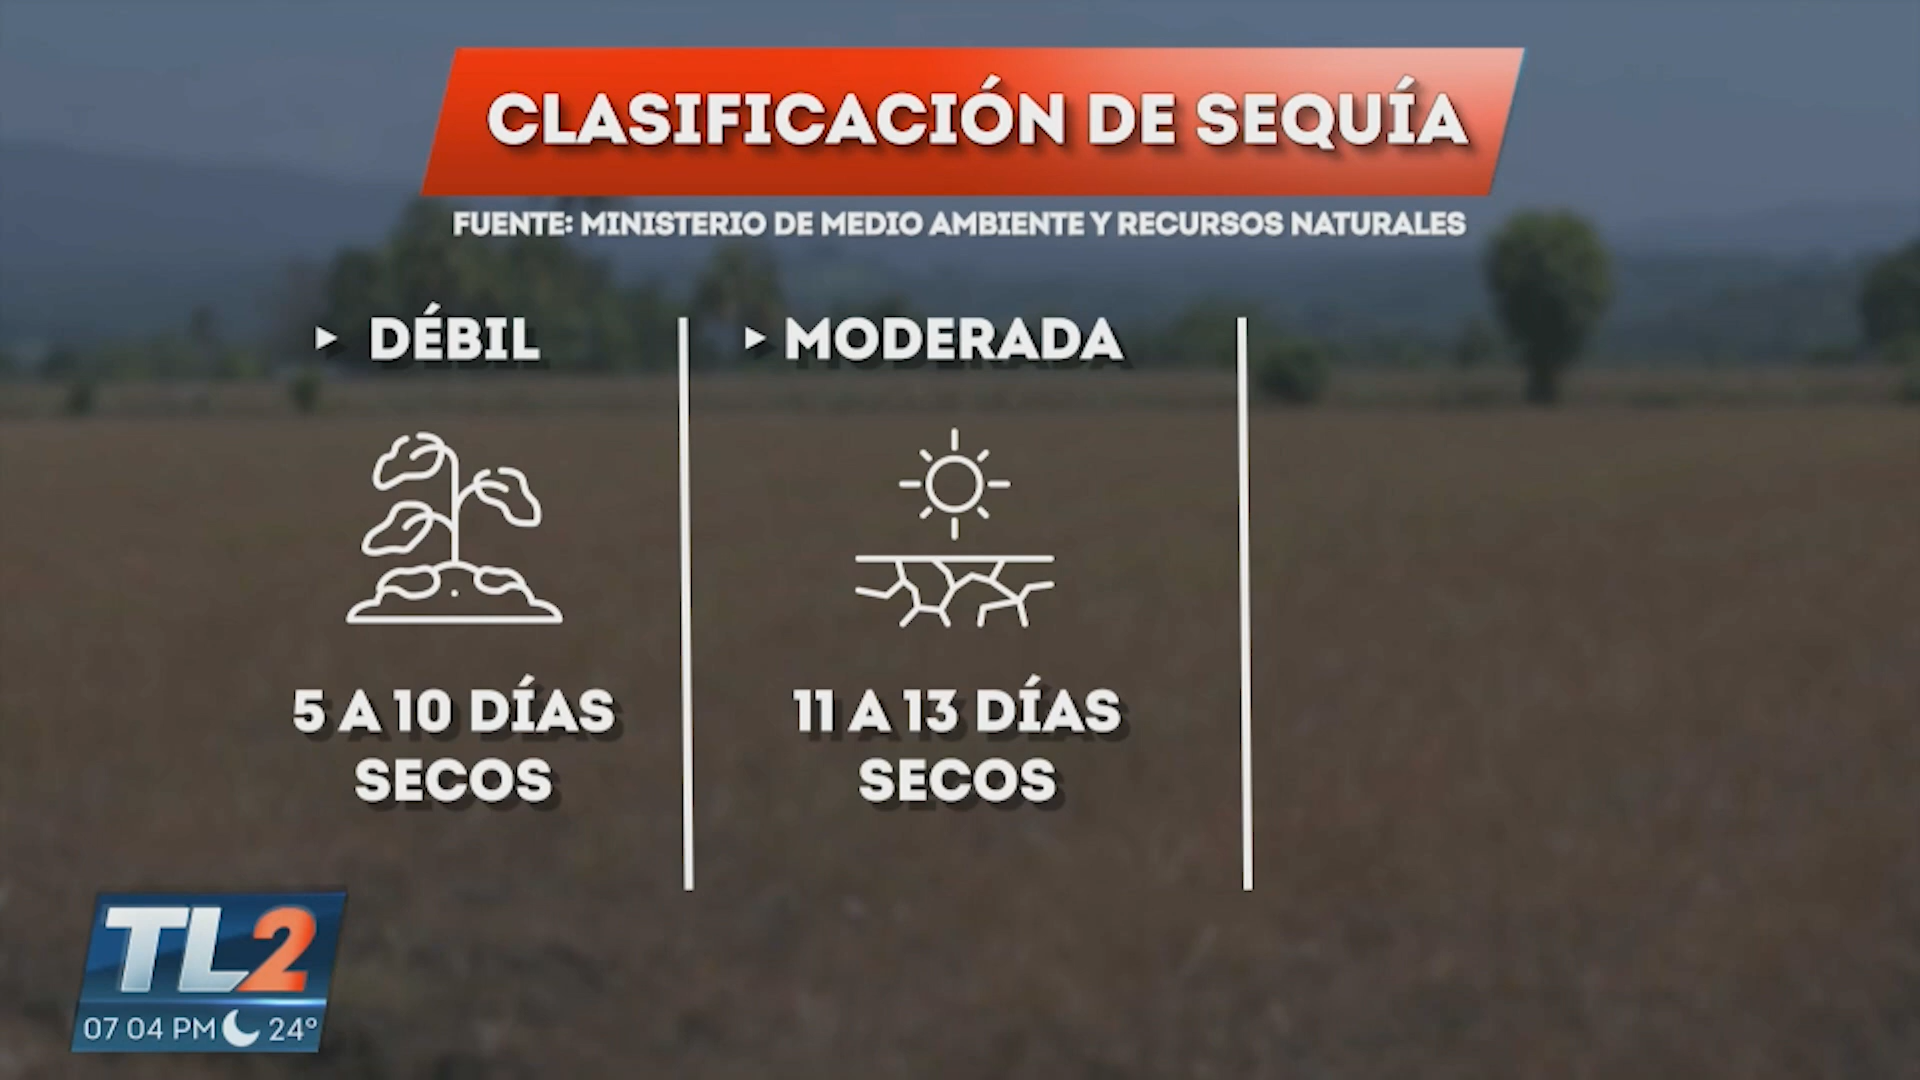 CLASIFICACIÓN DE SEQUÍA
FUENTE: MINISTERIO DE MEDIO AMBIENTE Y RECURSOS NATURALES
DÉBIL
5 A 10 DÍAS
SECOS
MODERADA
11 A 13 DÍAS
SECOS
TL2
07 04 PM 24°